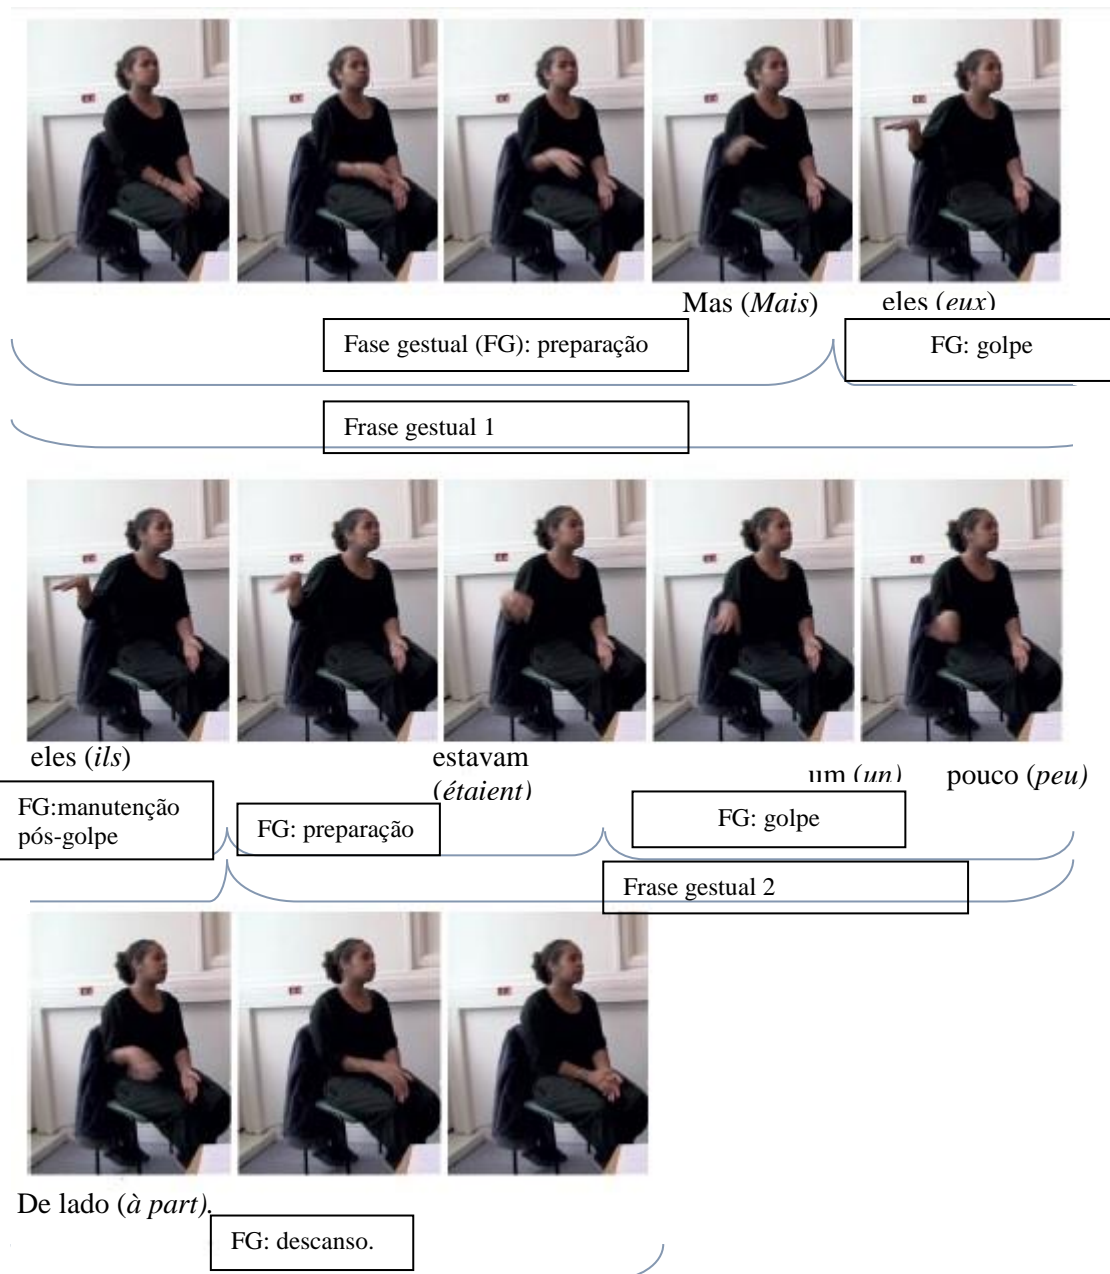 Mas (Mais)
eles (eux)
Fase gestual (FG): preparação
FG: golpe
Frase gestual 1
eles (ils)
estavam
(étaient)
um (un)
pouco (peu)
FG:manutenção
pós-golpe
FG: preparação
FG: golpe
Frase gestual 2
De lado (à part).
FG: descanso.